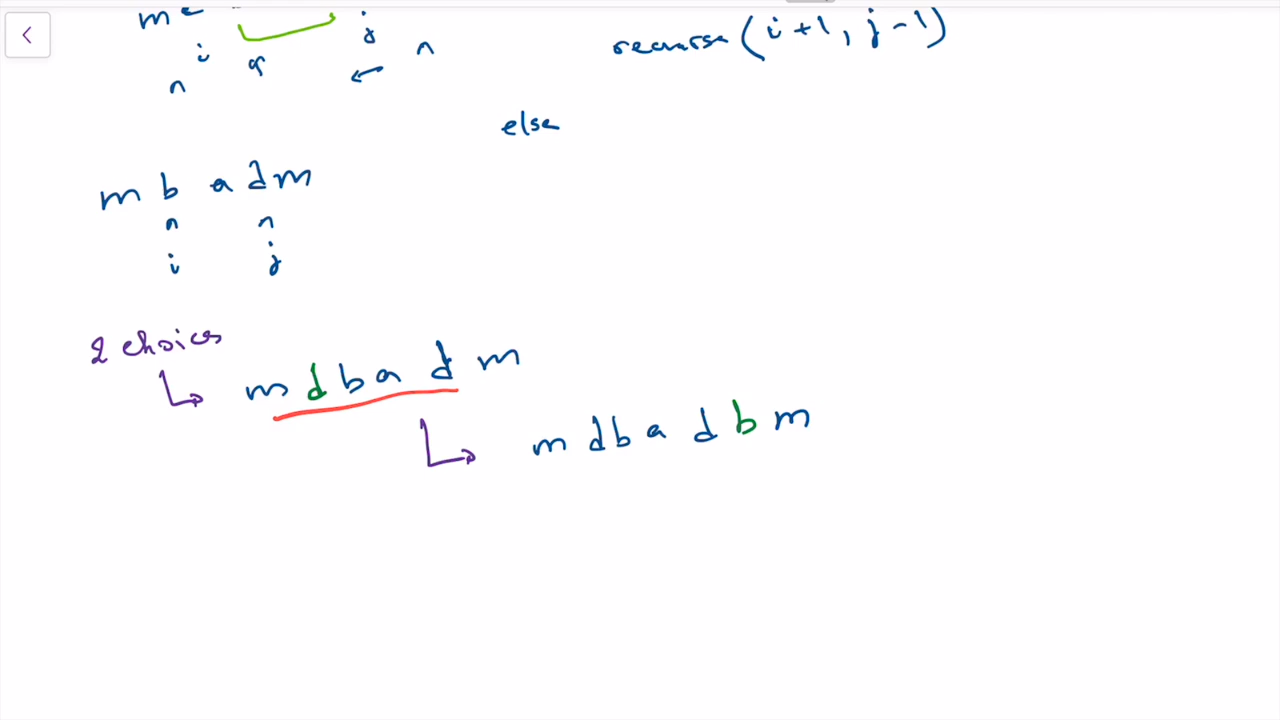 recurse (i+1, j-1)
i j n
n
else
m b a d m
i j
2 choices
m d b a d m
m d b a d b m